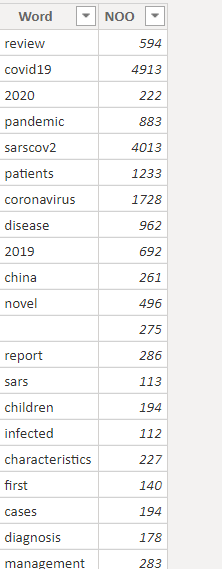 Word NOO
review 594
covid19 4913
2020 222
pandemic 883
sarscov2 4013
patients 1233
coronavirus 1728
disease 962
2019 692
china 261
novel 496
275
report 286
sars 113
children 194
infected 112
characteristics 227
first 140
cases 194
diagnosis 178
management 283